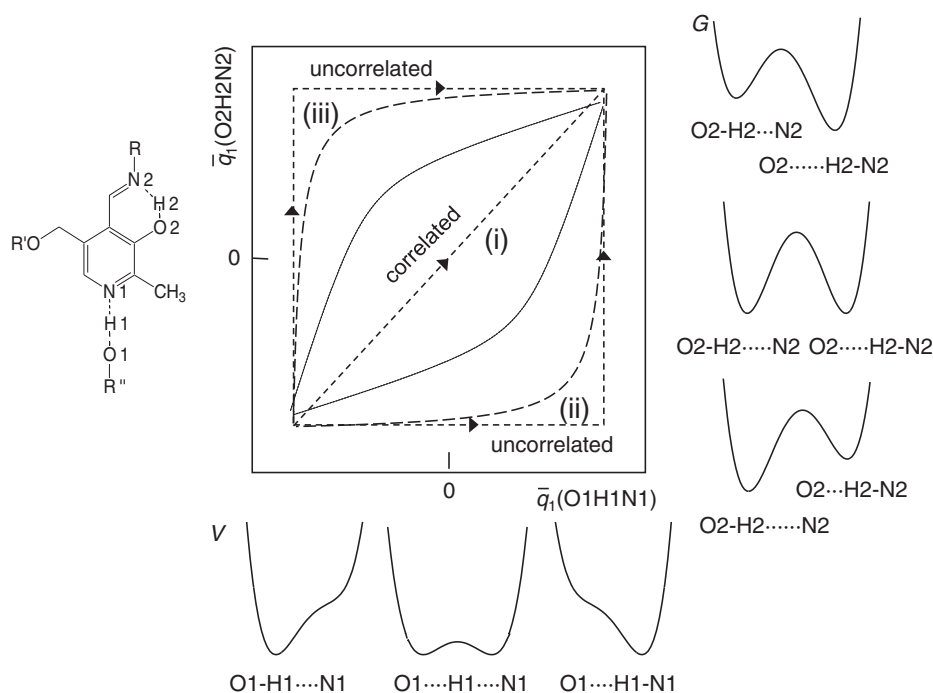 R
N2
H2
O2
R'O
N1
CH3
H1
O1
R"
q̄1(O2H2N2)
0
uncorrelated
(iii)
correlated
(i)
(ii)
uncorrelated
0
q̄1(O1H1N1)
G
O2-H2···N2
O2······H2-N2
O2-H2·····N2 O2·····H2-N2
O2···H2-N2
O2-H2······N2
V
O1-H1····N1 O1····H1····N1 O1····H1-N1